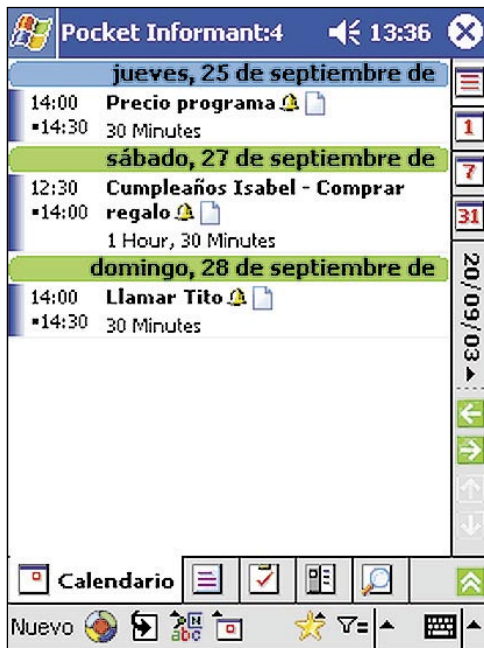 Pocket Informant:4 13:36
jueves, 25 de septiembre de
14:00 Precio programa
14:30 30 Minutes
sábado, 27 de septiembre de
12:30 Cumpleaños Isabel - Comprar
14:00 regalo
1 Hour, 30 Minutes
domingo, 28 de septiembre de
14:00 Llamar Tito
14:30 30 Minutes
1
7
31
20/09/03
Calendario
Nuevo
abc